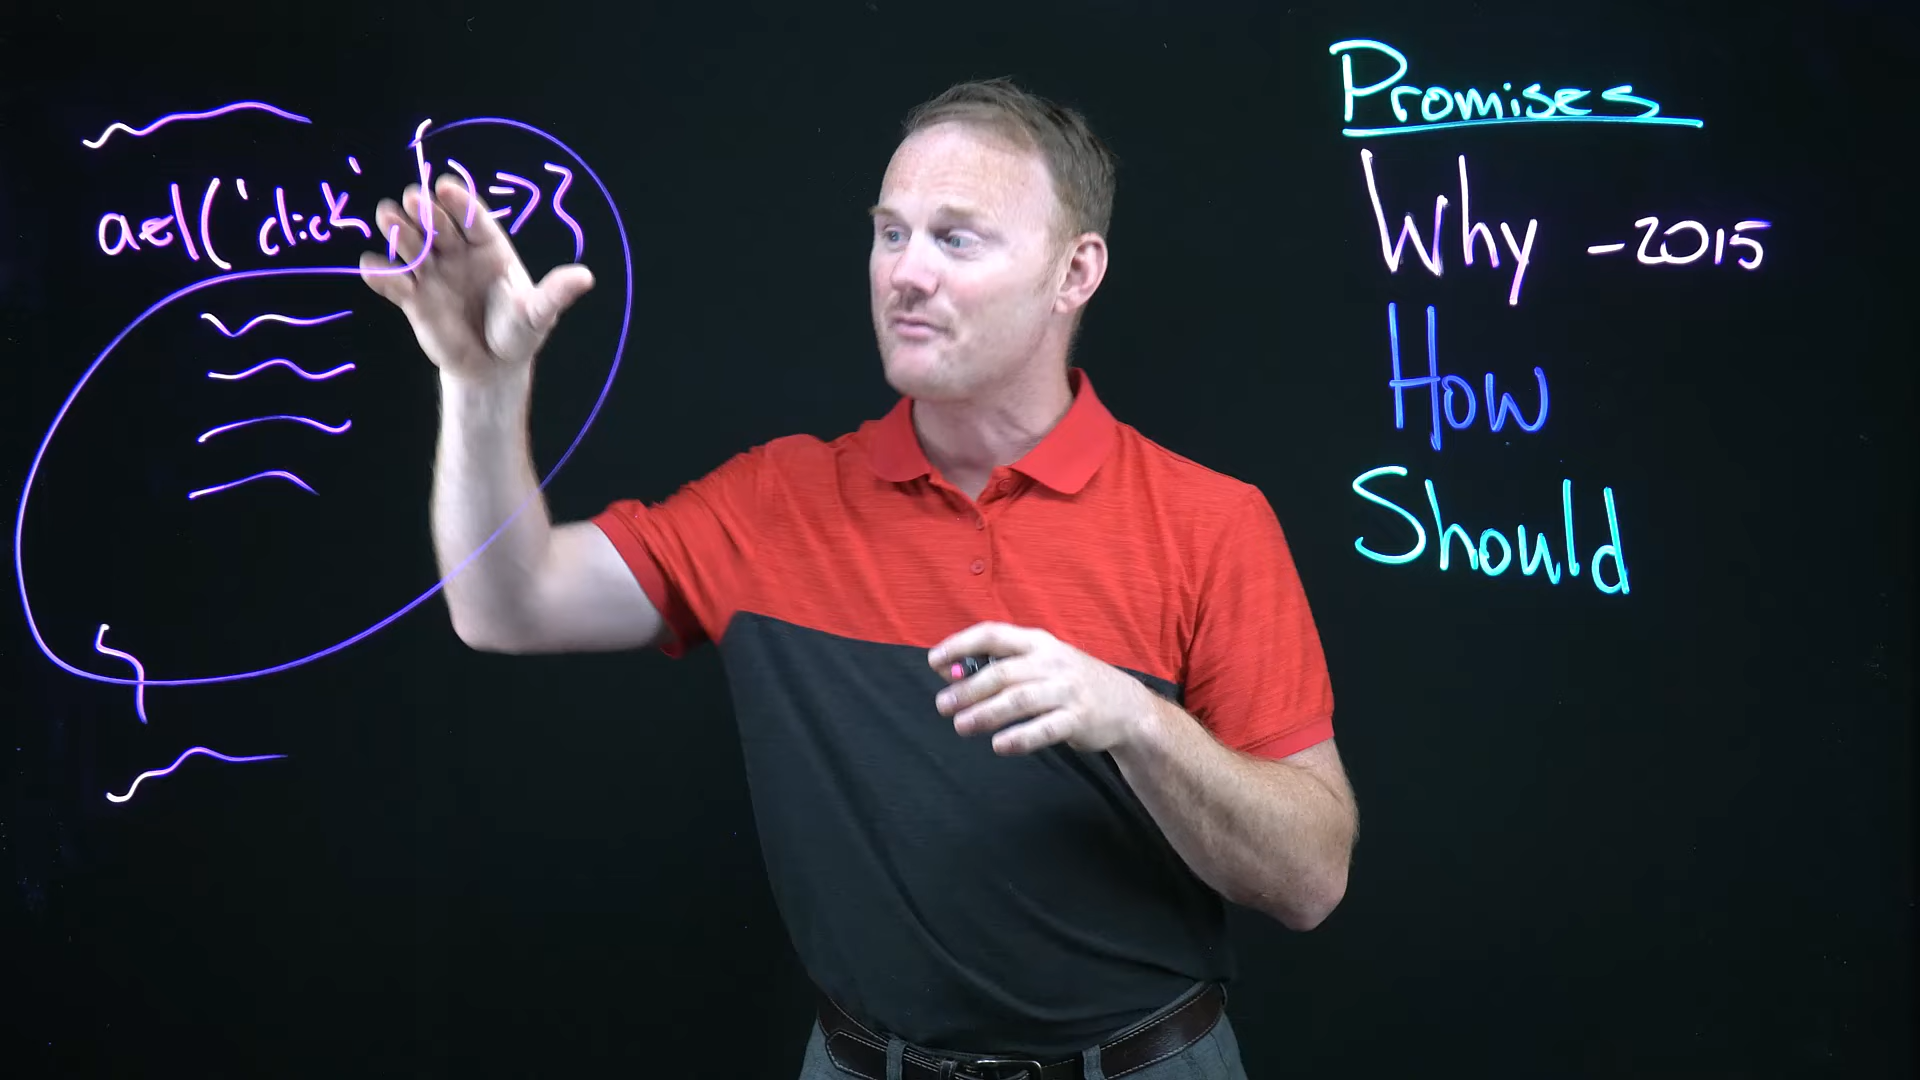 ael('click', () => {
}
Promises
Why - 2015
How
Should